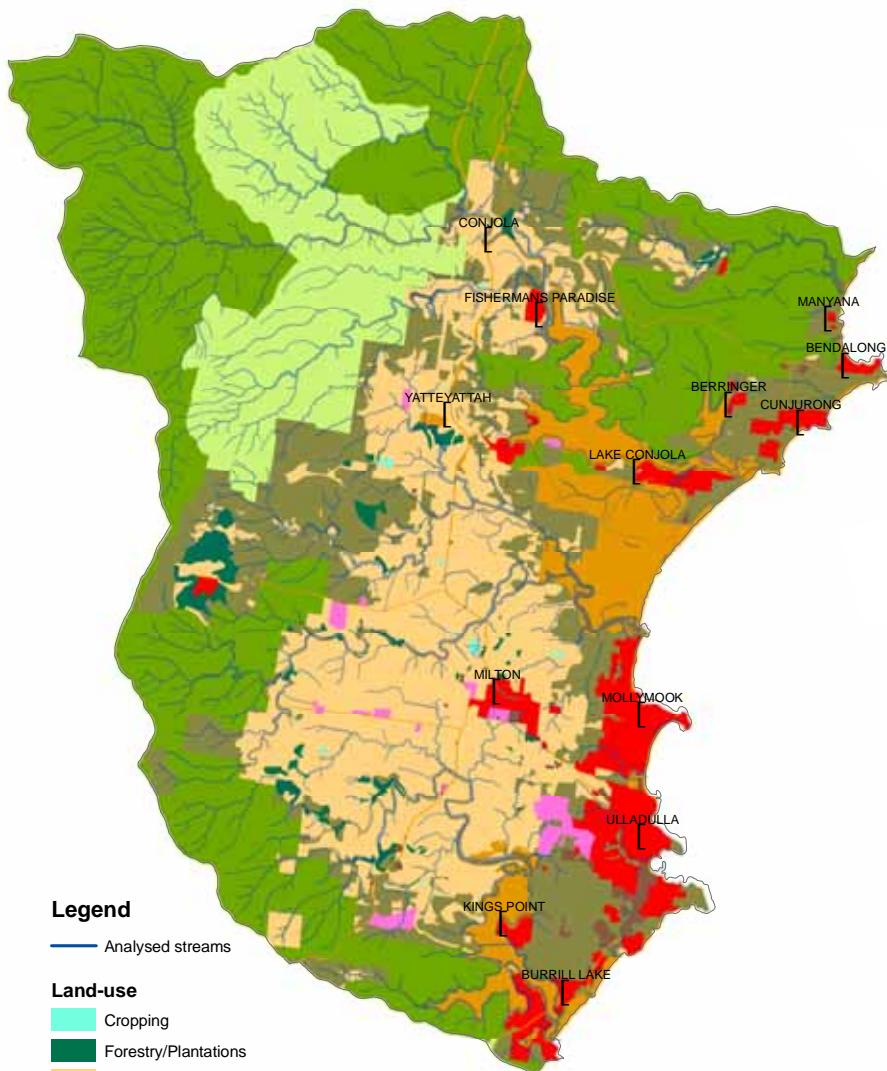 CONJOLA
FISHERMANS PARADISE
MANYANA
BENDALONG
BERRINGER
CUNJURONG
YATTEYATTAH
LAKE CONJOLA
MILTON
MOLLYMOOK
ULLADULLA
KINGS POINT
BURRILL LAKE
Legend
Analysed streams
Land-use
Cropping
Forestry/Plantations